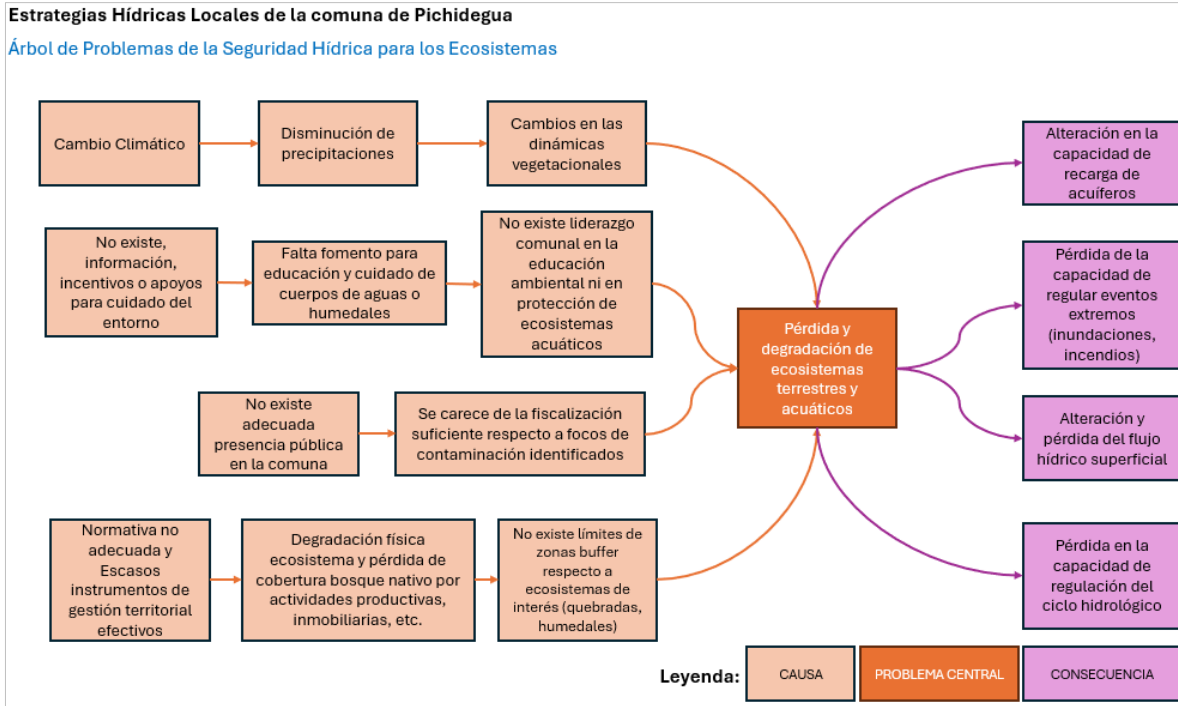 Estrategias Hídricas Locales de la comuna de Pichidegua
Árbol de Problemas de la Seguridad Hídrica para los Ecosistemas
Cambio Climático
Disminución de
precipitaciones
Cambios en las
dinámicas
vegetacionales
No existe,
información,
incentivos o apoyos
para cuidado del
entorno
Falta fomento para
educación y cuidado de
cuerpos de aguas o
humedales
No existe liderazgo
comunal en la
educación
ambiental ni en
protección de
ecosistemas
acuáticos
No existe
adecuada
presencia pública
en la comuna
Se carece de la fiscalización
suficiente respecto a focos de
contaminación identificados
Normativa no
adecuada y
Escasos
instrumentos de
gestión territorial
efectivos
Degradación física
ecosistema y pérdida de
cobertura bosque nativo por
actividades productivas,
inmobiliarias, etc.
No existe límites de
zonas buffer
respecto a
ecosistemas de
interés (quebradas,
humedales)
Pérdida y
degradación de
ecosistemas
terrestres y
acuáticos
Alteración en la
capacidad de
recarga de
acuíferos
Pérdida de la
capacidad de
regular eventos
extremos
(inundaciones,
incendios)
Alteración y
pérdida del flujo
hídrico superficial
Pérdida en la
capacidad de
regulación del
ciclo hidrológico
Leyenda:
CAUSA
PROBLEMA CENTRAL
CONSECUENCIA